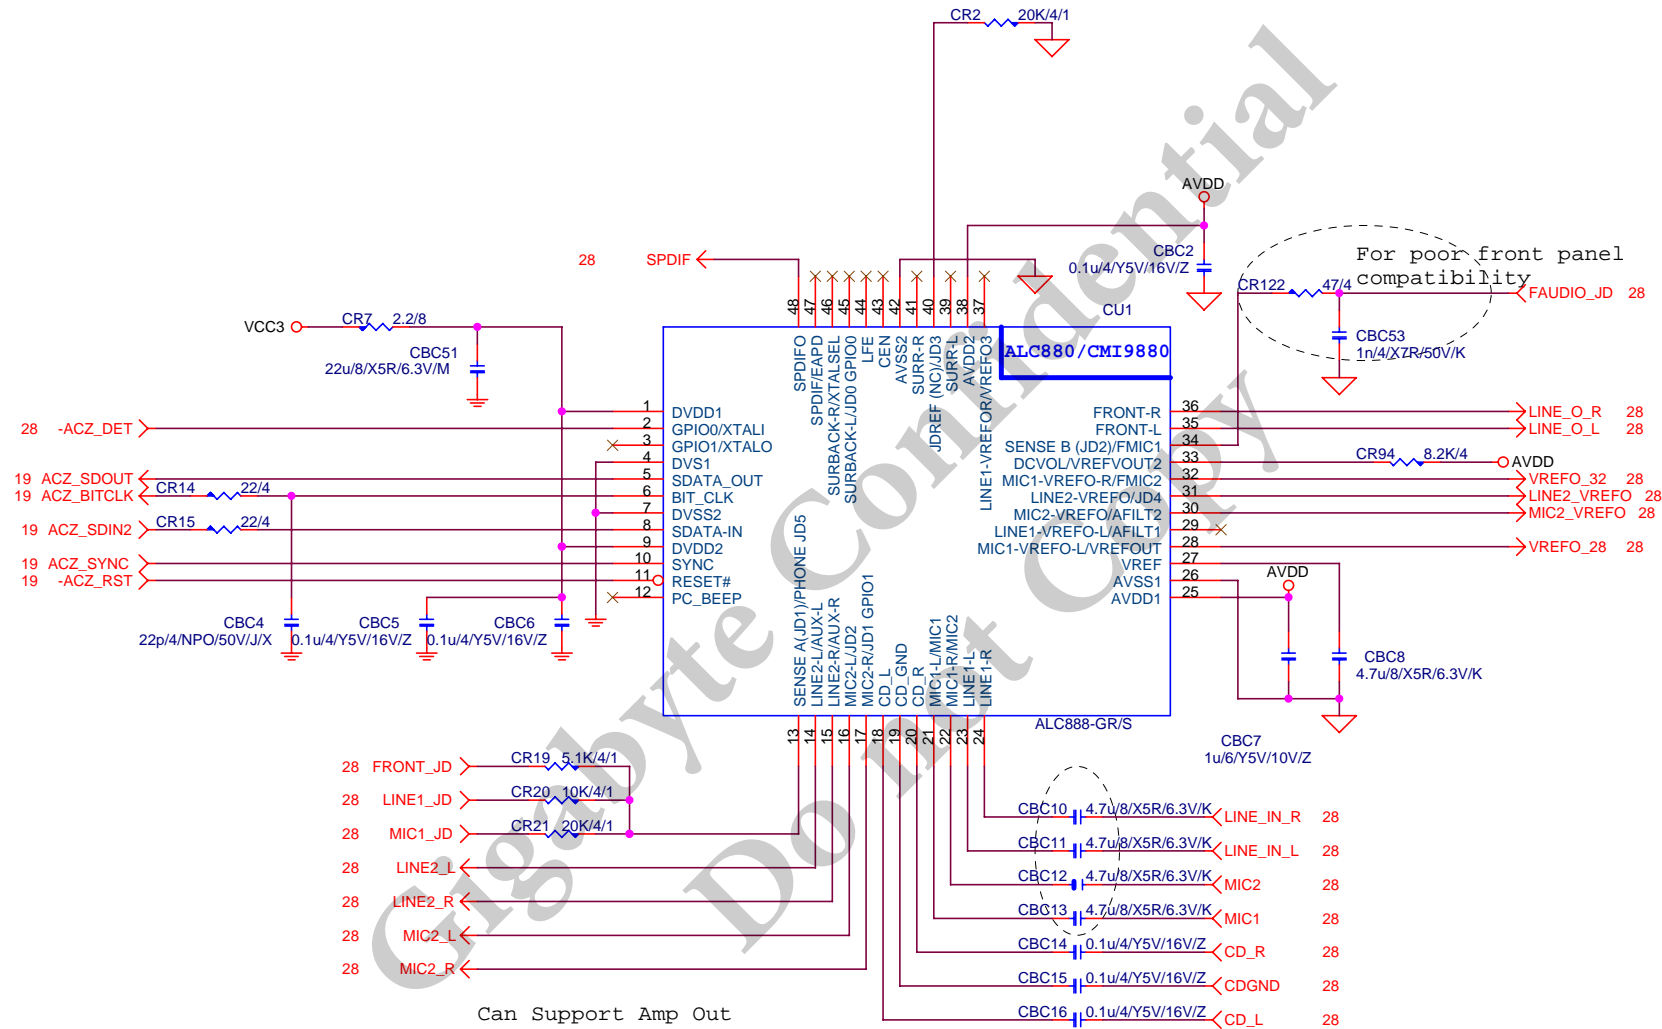 CR2 20K/4/1
AVDD
CBC2
0.1u/4/Y5V/16V/Z
For poor front panel
compatibility
CR122 47/4
FAUDIO_JD 28
CBC53
1n/4/X7R/50V/K
28 SPDIF
VCC3
CR7 2.2/8
CBC51
22u/8/X5R/6.3V/M
CU1
ALC880/CMI9880
48 47 46 45 44 43 42 41 40 39 38 37
SPDIFO
SPDIF/EAPD
SURBACK-R/XTALSEL
SURBACK-L/JD0 GPIO0
LFE
CEN
AVSS2
SURR-R
JDREF (NC)/JD3
SURR-L
AVDD2
LINE1-VREFOR/VREFO3
28 -ACZ_DET
19 ACZ_SDOUT
19 ACZ_BITCLK CR14 22/4
19 ACZ_SDIN2 CR15 22/4
19 ACZ_SYNC
19 -ACZ_RST
1 DVDD1
2 GPIO0/XTALI
3 GPIO1/XTALO
4 DVS1
5 SDATA_OUT
6 BIT_CLK
7 DVSS2
8 SDATA-IN
9 DVDD2
10 SYNC
11 RESET#
12 PC_BEEP
FRONT-R 36 LINE_O_R 28
FRONT-L 35 LINE_O_L 28
SENSE B (JD2)/FMIC1 34
DCVOL/VREFVOUT2 33 CR94 8.2K/4 AVDD
MIC1-VREFO-R/FMIC2 32 VREFO_32 28
LINE2-VREFO/JD4 31 LINE2_VREFO 28
MIC2-VREFO/AFILT2 30 MIC2_VREFO 28
LINE1-VREFO-L/AFILT1 29
MIC1-VREFO-L/VREFOUT 28 VREFO_28 28
VREF 27
AVSS1 26
AVDD1 25
AVDD
CBC4
22p/4/NPO/50V/J/X
CBC5
0.1u/4/Y5V/16V/Z
CBC6
0.1u/4/Y5V/16V/Z
CBC8
4.7u/8/X5R/6.3V/K
CBC7
1u/6/Y5V/10V/Z
SENSE A(JD1)/PHONE JD5
LINE2-L/AUX-L
LINE2-R/AUX-R
MIC2-L/JD2
MIC2-R/JD1 GPIO1
CD_L
CD_GND
CD_R
MIC1-L/MIC1
MIC1-R/MIC2
LINE1-L
LINE1-R
13 14 15 16 17 18 19 20 21 22 23 24
ALC888-GR/S
28 FRONT_JD CR19 5.1K/4/1
28 LINE1_JD CR20 10K/4/1
28 MIC1_JD CR21 20K/4/1
28 LINE2_L
28 LINE2_R
28 MIC2_L
28 MIC2_R
CBC10 4.7u/8/X5R/6.3V/K LINE_IN_R 28
CBC11 4.7u/8/X5R/6.3V/K LINE_IN_L 28
CBC12 4.7u/8/X5R/6.3V/K MIC2 28
CBC13 4.7u/8/X5R/6.3V/K MIC1 28
CBC14 0.1u/4/Y5V/16V/Z CD_R 28
CBC15 0.1u/4/Y5V/16V/Z CDGND 28
CBC16 0.1u/4/Y5V/16V/Z CD_L 28
Can Support Amp Out
Gigabyte Confidential
Do not Copy